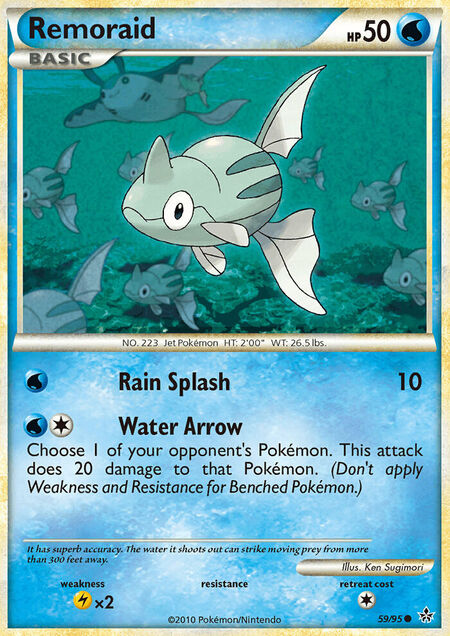 Remoraid
HP 50
BASIC
NO. 223 Jet Pokémon HT: 2'00" WT: 26.5 lbs.
Rain Splash 10
Water Arrow
Choose 1 of your opponent's Pokémon. This attack
does 20 damage to that Pokémon. (Don't apply
Weakness and Resistance for Benched Pokémon.)
It has superb accuracy. The water it shoots out can strike moving prey from more
than 300 feet away.
Illus. Ken Sugimori
weakness resistance retreat cost
×2
©2010 Pokémon/Nintendo
59/95